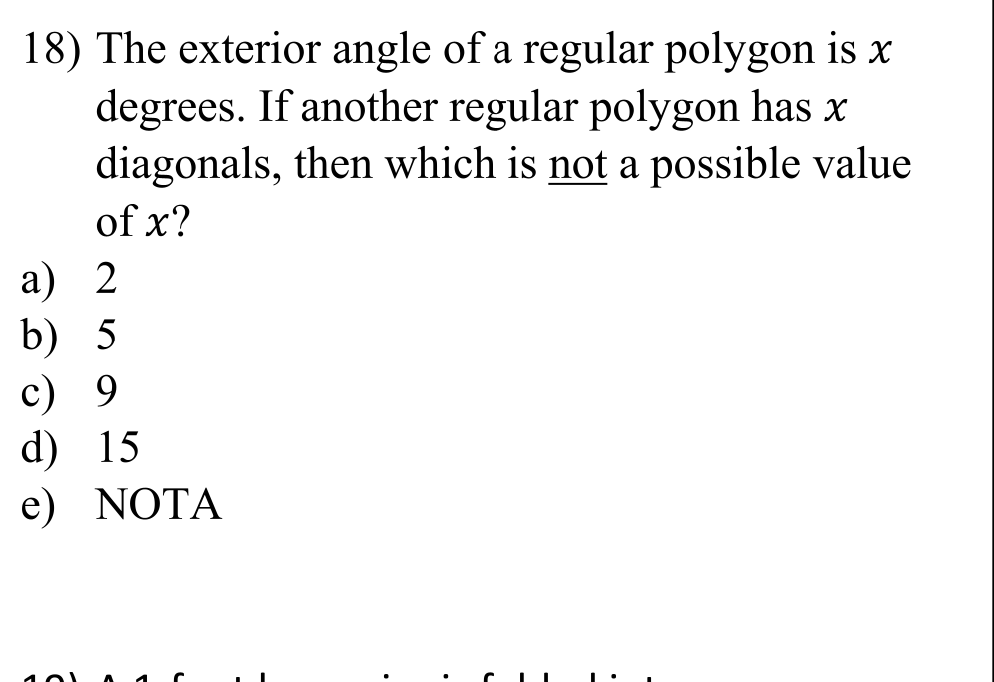 18) The exterior angle of a regular polygon is x
degrees. If another regular polygon has x
diagonals, then which is not a possible value
of x?
a) 2
b) 5
c) 9
d) 15
e) NOTA